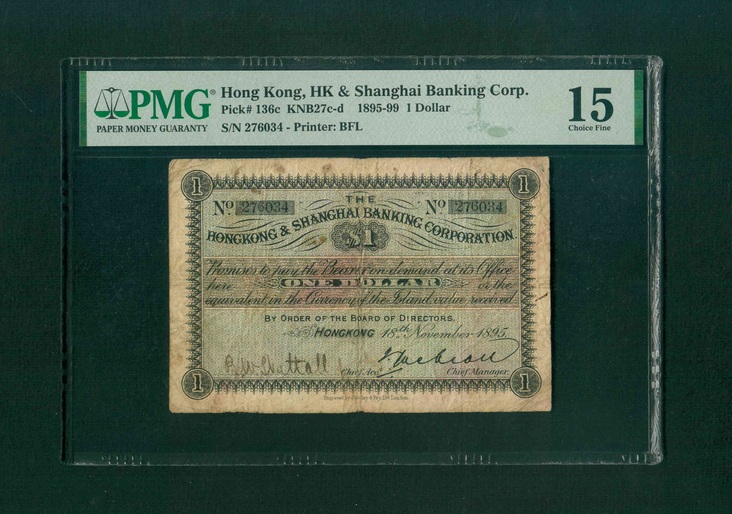 PMG®
PAPER MONEY GUARANTY
Hong Kong, HK & Shanghai Banking Corp.
Pick# 136c KNB27c-d 1895-99 1 Dollar
S/N 276034 - Printer: BFL
15
Choice Fine
1 1
THE
No. 276034 No. 276034
HONGKONG & SHANGHAI BANKING CORPORATION.
$1
Promises to pay the Bearer on demand at its Office
here ONE DOLLAR or the
equivalent in the Currency of the Island value received
BY ORDER OF THE BOARD OF DIRECTORS.
HONGKONG 18th November 1895
T. Jackson
Chief Acct. Chief Manager.
1 1